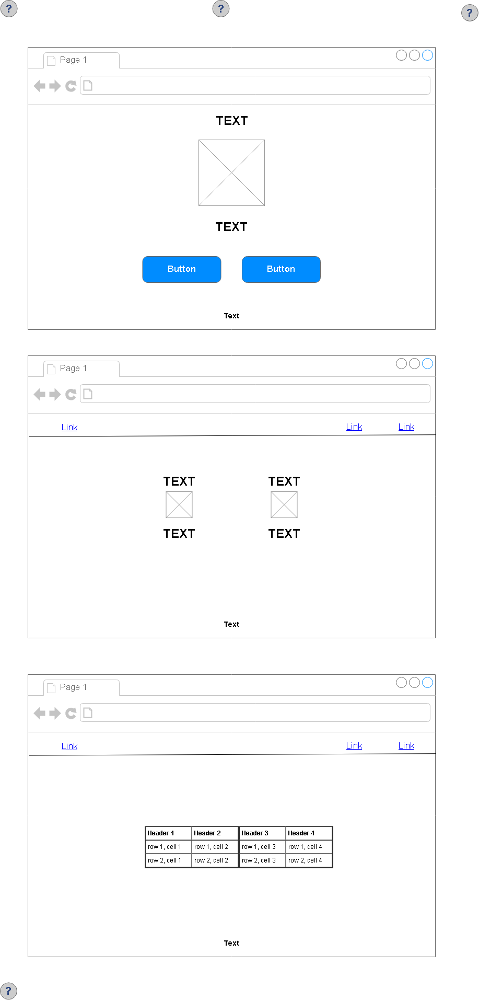 ? ? ?
Page 1
TEXT
TEXT
Button Button
Text
Page 1
Link Link Link
TEXT TEXT
TEXT TEXT
Text
Page 1
Link Link Link
Header 1 Header 2 Header 3 Header 4
row 1, cell 1 row 1, cell 2 row 1, cell 3 row 1, cell 4
row 2, cell 1 row 2, cell 2 row 2, cell 3 row 2, cell 4
Text
?